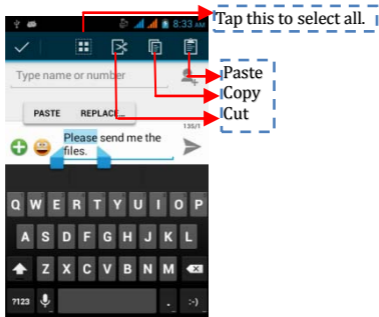 8:33 AM
Tap this to select all.
Type name or number
Paste
Copy
Cut
PASTE REPLACE...
135/1
Please send me the
files.
Q W E R T Y U I O P
A S D F G H J K L
Z X C V B N M
?123 . :-)